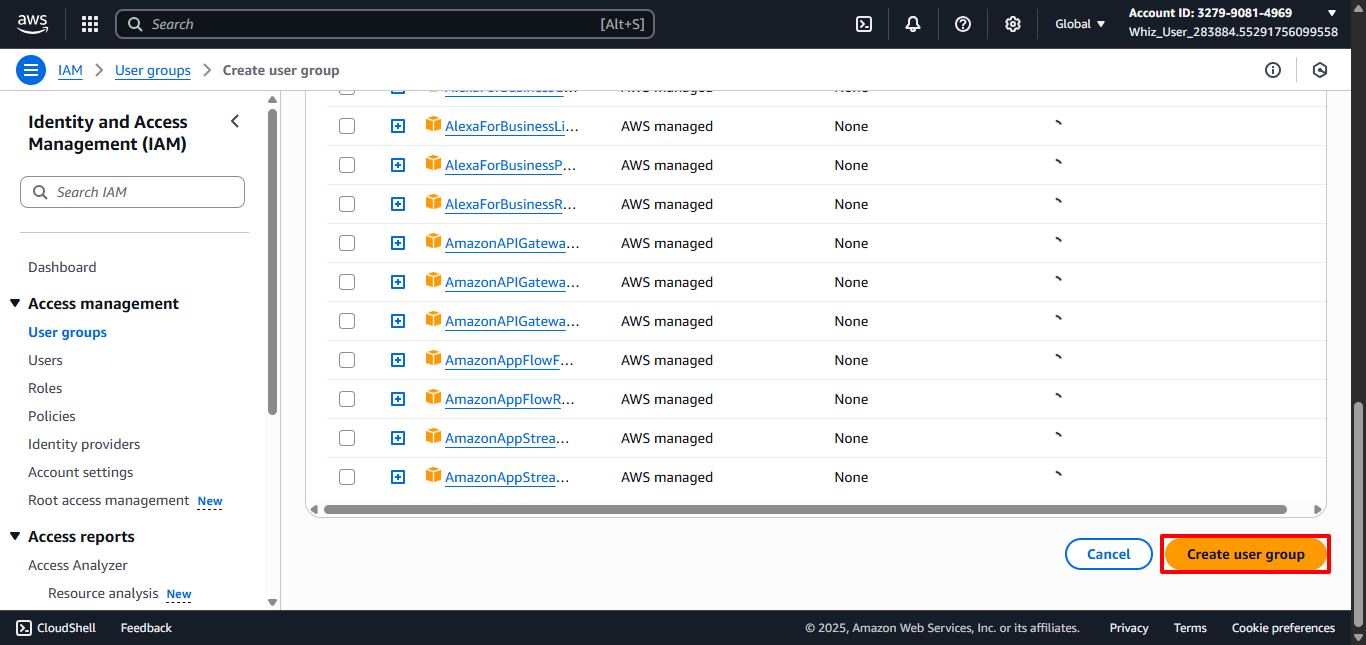 aws
Search [Alt+S]
Global
Account ID: 3279-9081-4969
Whiz_User_283884.55291756099558
IAM > User groups > Create user group
Identity and Access
Management (IAM)
Search IAM
Dashboard
Access management
User groups
Users
Roles
Policies
Identity providers
Account settings
Root access management New
Access reports
Access Analyzer
Resource analysis New
AWS managed None
AlexaForBusinessLi... AWS managed None
AlexaForBusinessP... AWS managed None
AlexaForBusinessR... AWS managed None
AmazonAPIGatewa... AWS managed None
AmazonAPIGatewa... AWS managed None
AmazonAPIGatewa... AWS managed None
AmazonAppFlowF... AWS managed None
AmazonAppFlowR... AWS managed None
AmazonAppStrea... AWS managed None
AmazonAppStrea... AWS managed None
Cancel Create user group
CloudShell Feedback © 2025, Amazon Web Services, Inc. or its affiliates. Privacy Terms Cookie preferences